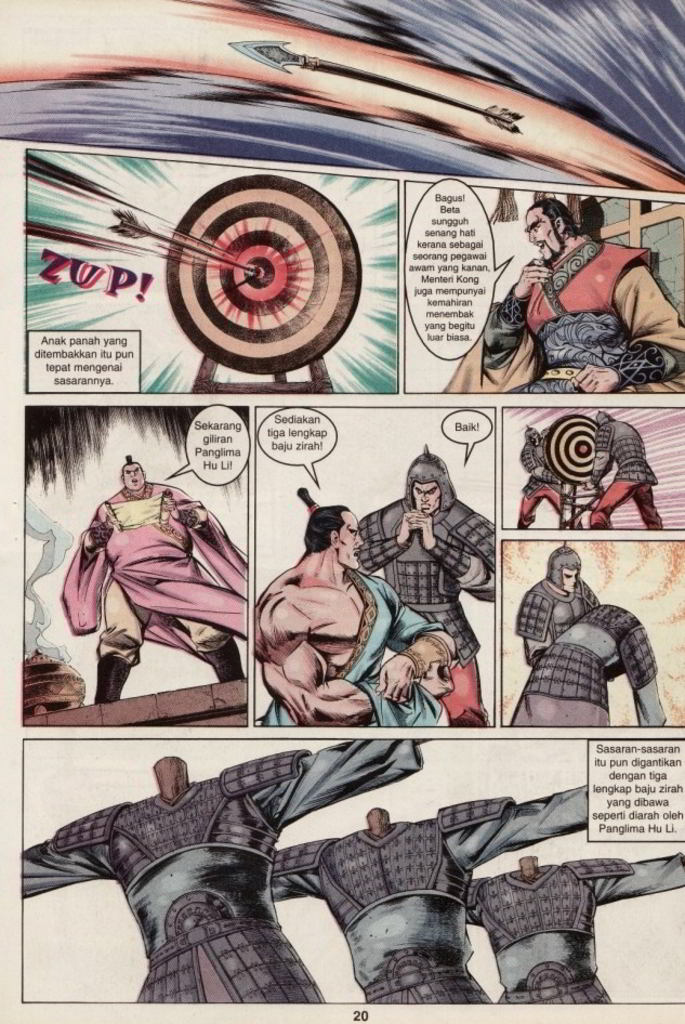 ZUP!
Anak panah yang
ditembakkan itu pun
tepat mengenai
sasarannya.
Bagus!
Beta
sungguh
senang hati
kerana sebagai
seorang pegawai
awam yang kanan,
Menteri Kong
juga mempunyai
kemahiran
menembak
yang begitu
luar biasa.
Sekarang
giliran
Panglima
Hu Li!
Sediakan
tiga lengkap
baju zirah!
Baik!
Sasaran-sasaran
itu pun digantikan
dengan tiga
lengkap baju zirah
yang dibawa
seperti diarah oleh
Panglima Hu Li.
20